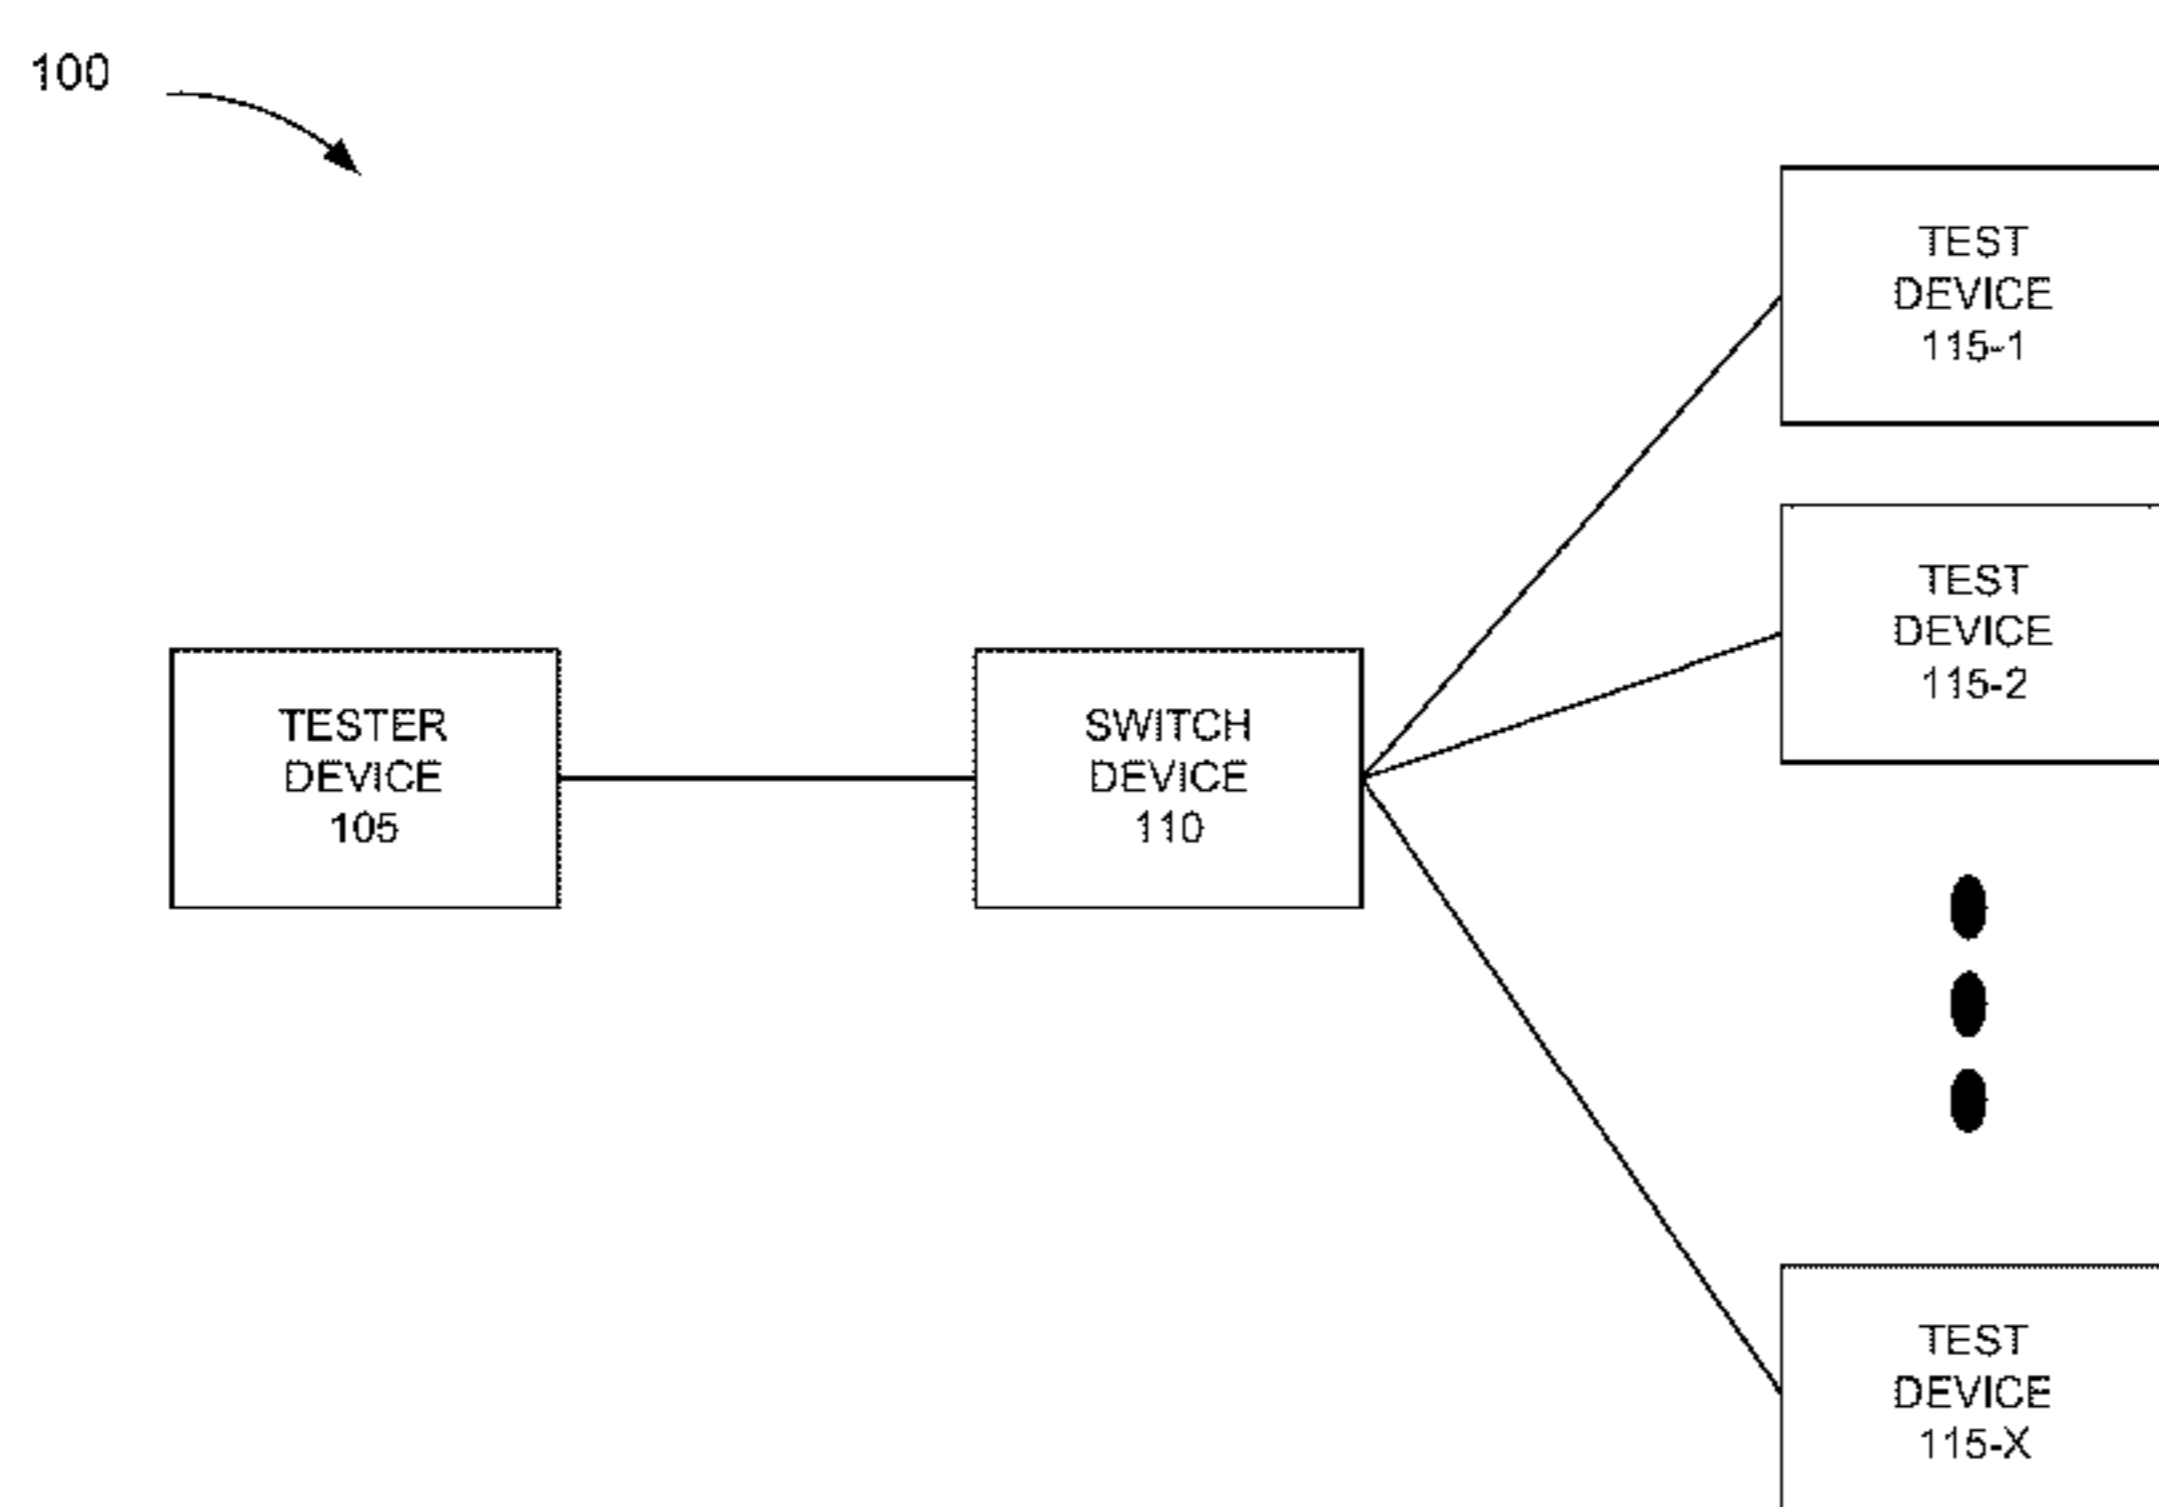 100
TEST
DEVICE
115-1
TEST
DEVICE
115-2
TESTER
DEVICE
105
SWITCH
DEVICE
110
TEST
DEVICE
115-X